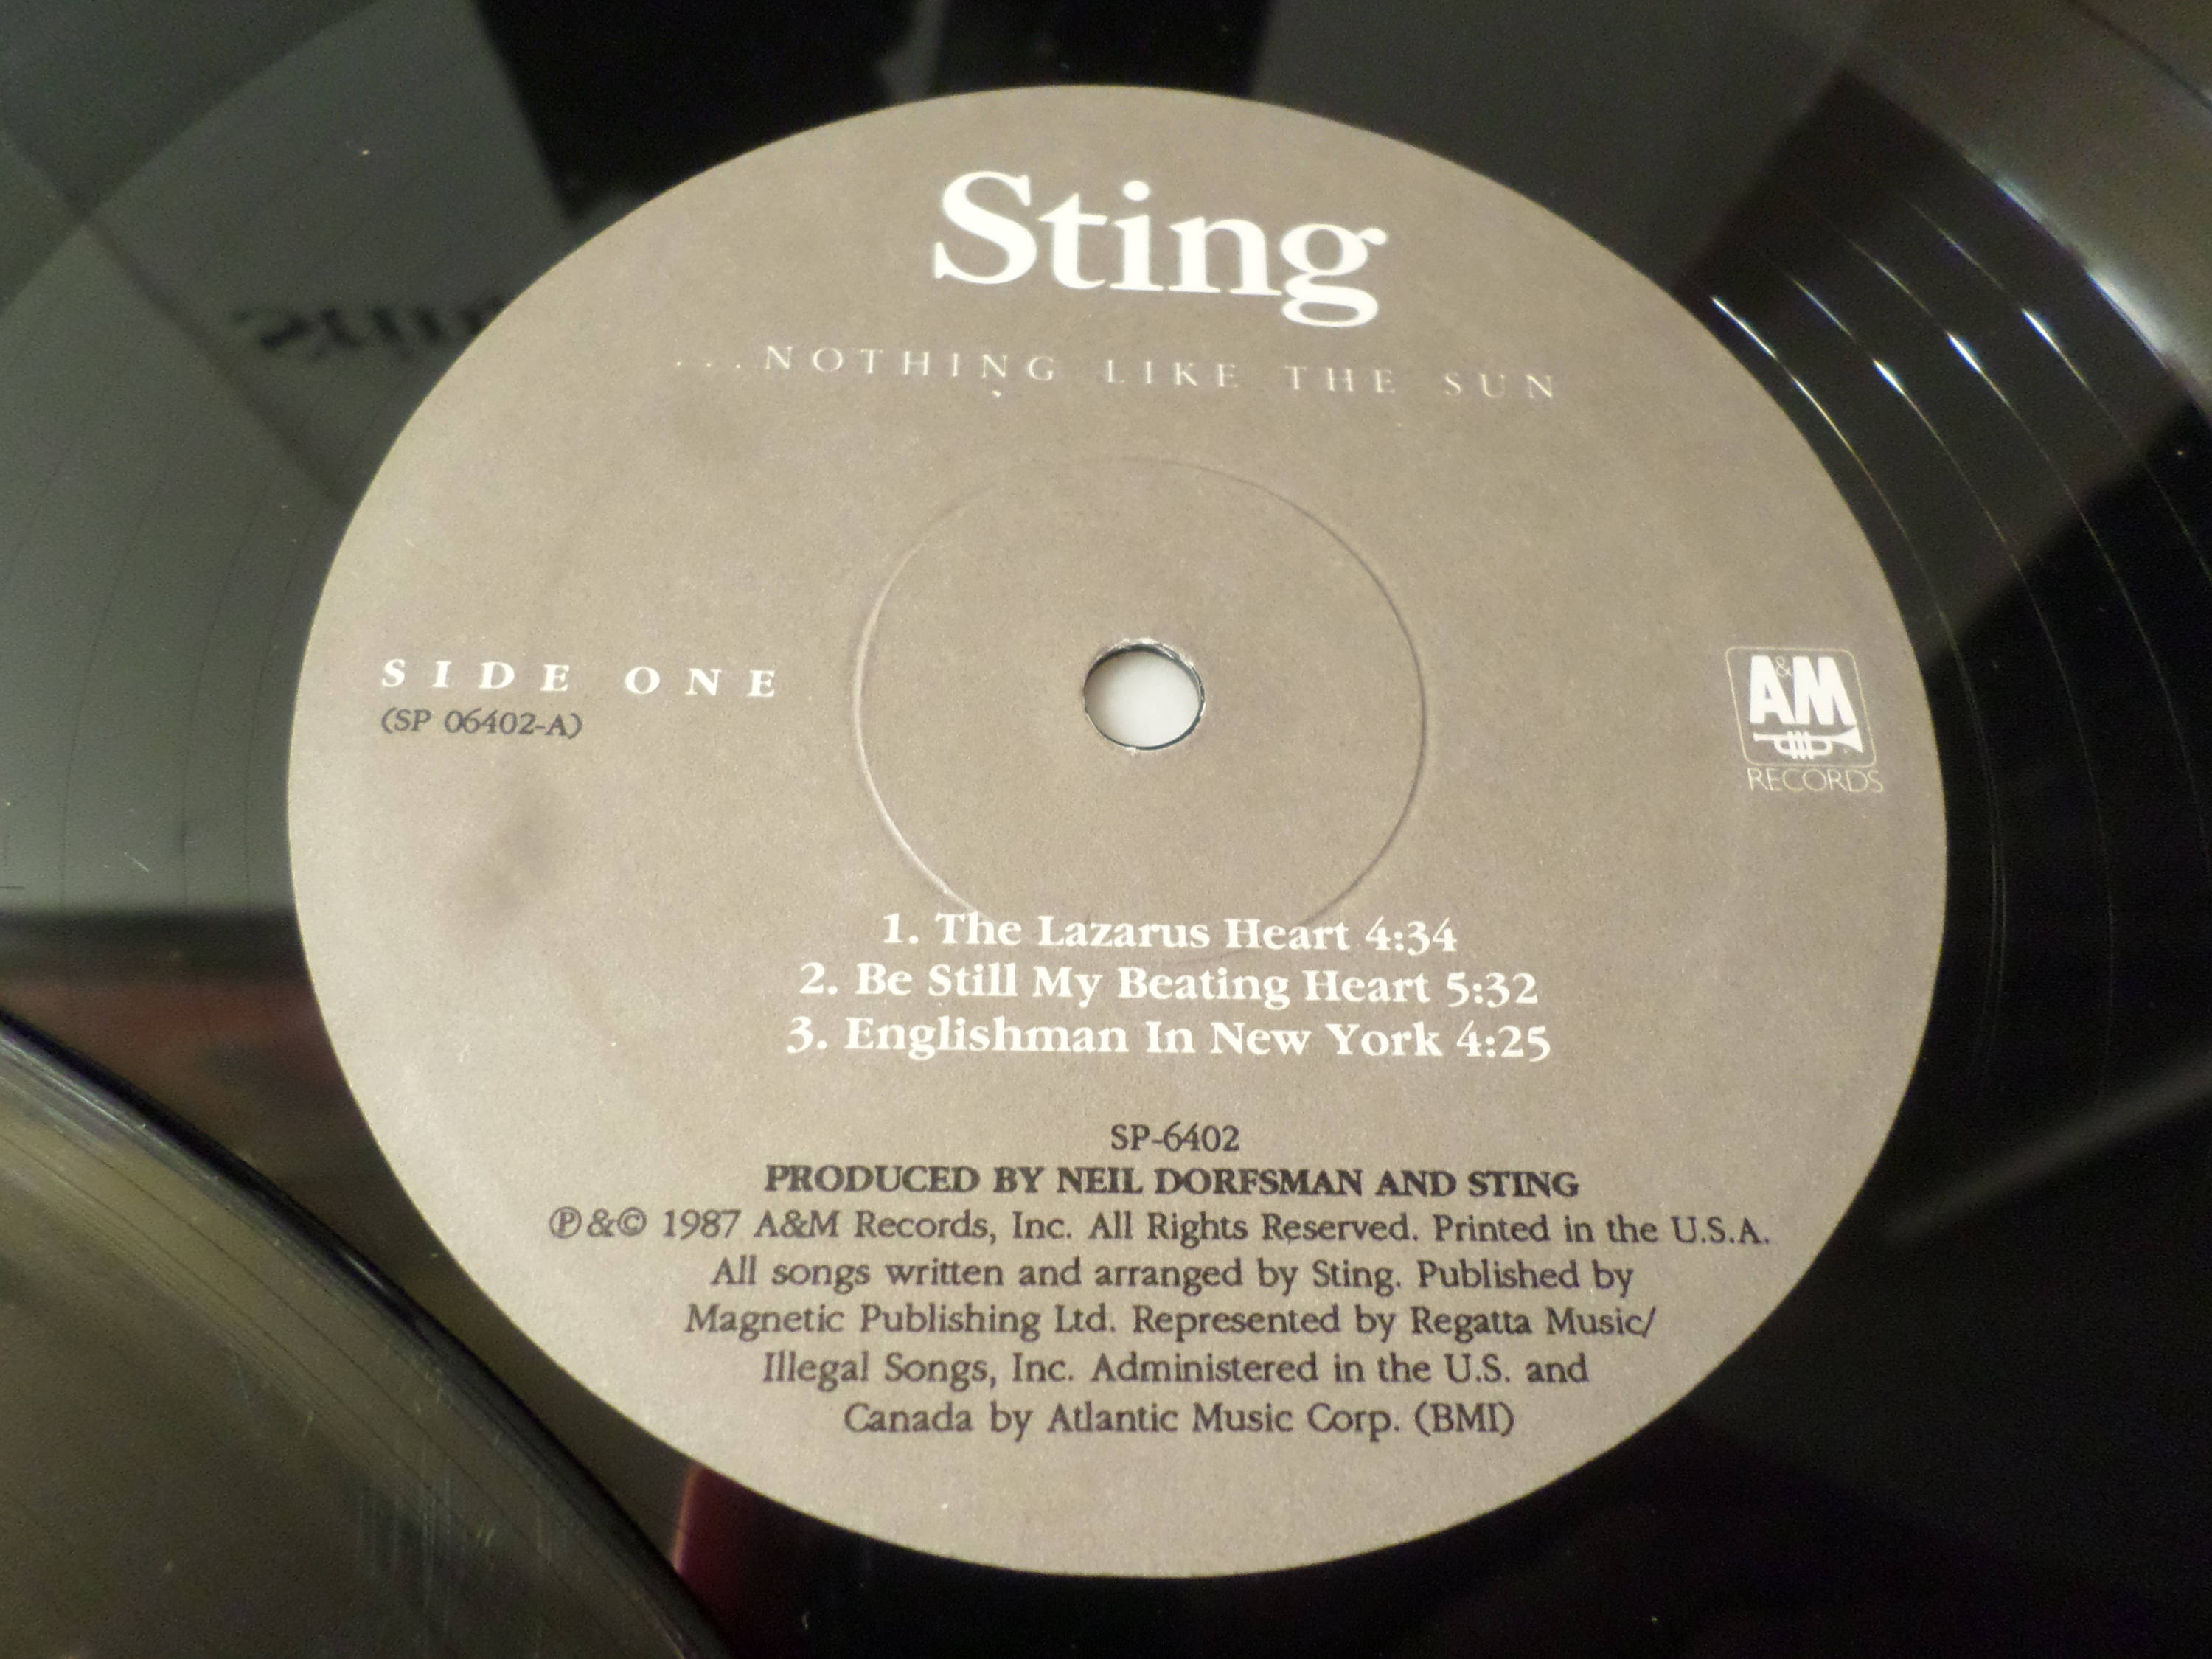 Sting
...NOTHING LIKE THE SUN
SIDE ONE
(SP 06402-A)
A&M
RECORDS
1. The Lazarus Heart 4:34
2. Be Still My Beating Heart 5:32
3. Englishman In New York 4:25
SP-6402
PRODUCED BY NEIL DORFSMAN AND STING
℗&© 1987 A&M Records, Inc. All Rights Reserved. Printed in the U.S.A.
All songs written and arranged by Sting. Published by
Magnetic Publishing Ltd. Represented by Regatta Music/
Illegal Songs, Inc. Administered in the U.S. and
Canada by Atlantic Music Corp. (BMI)